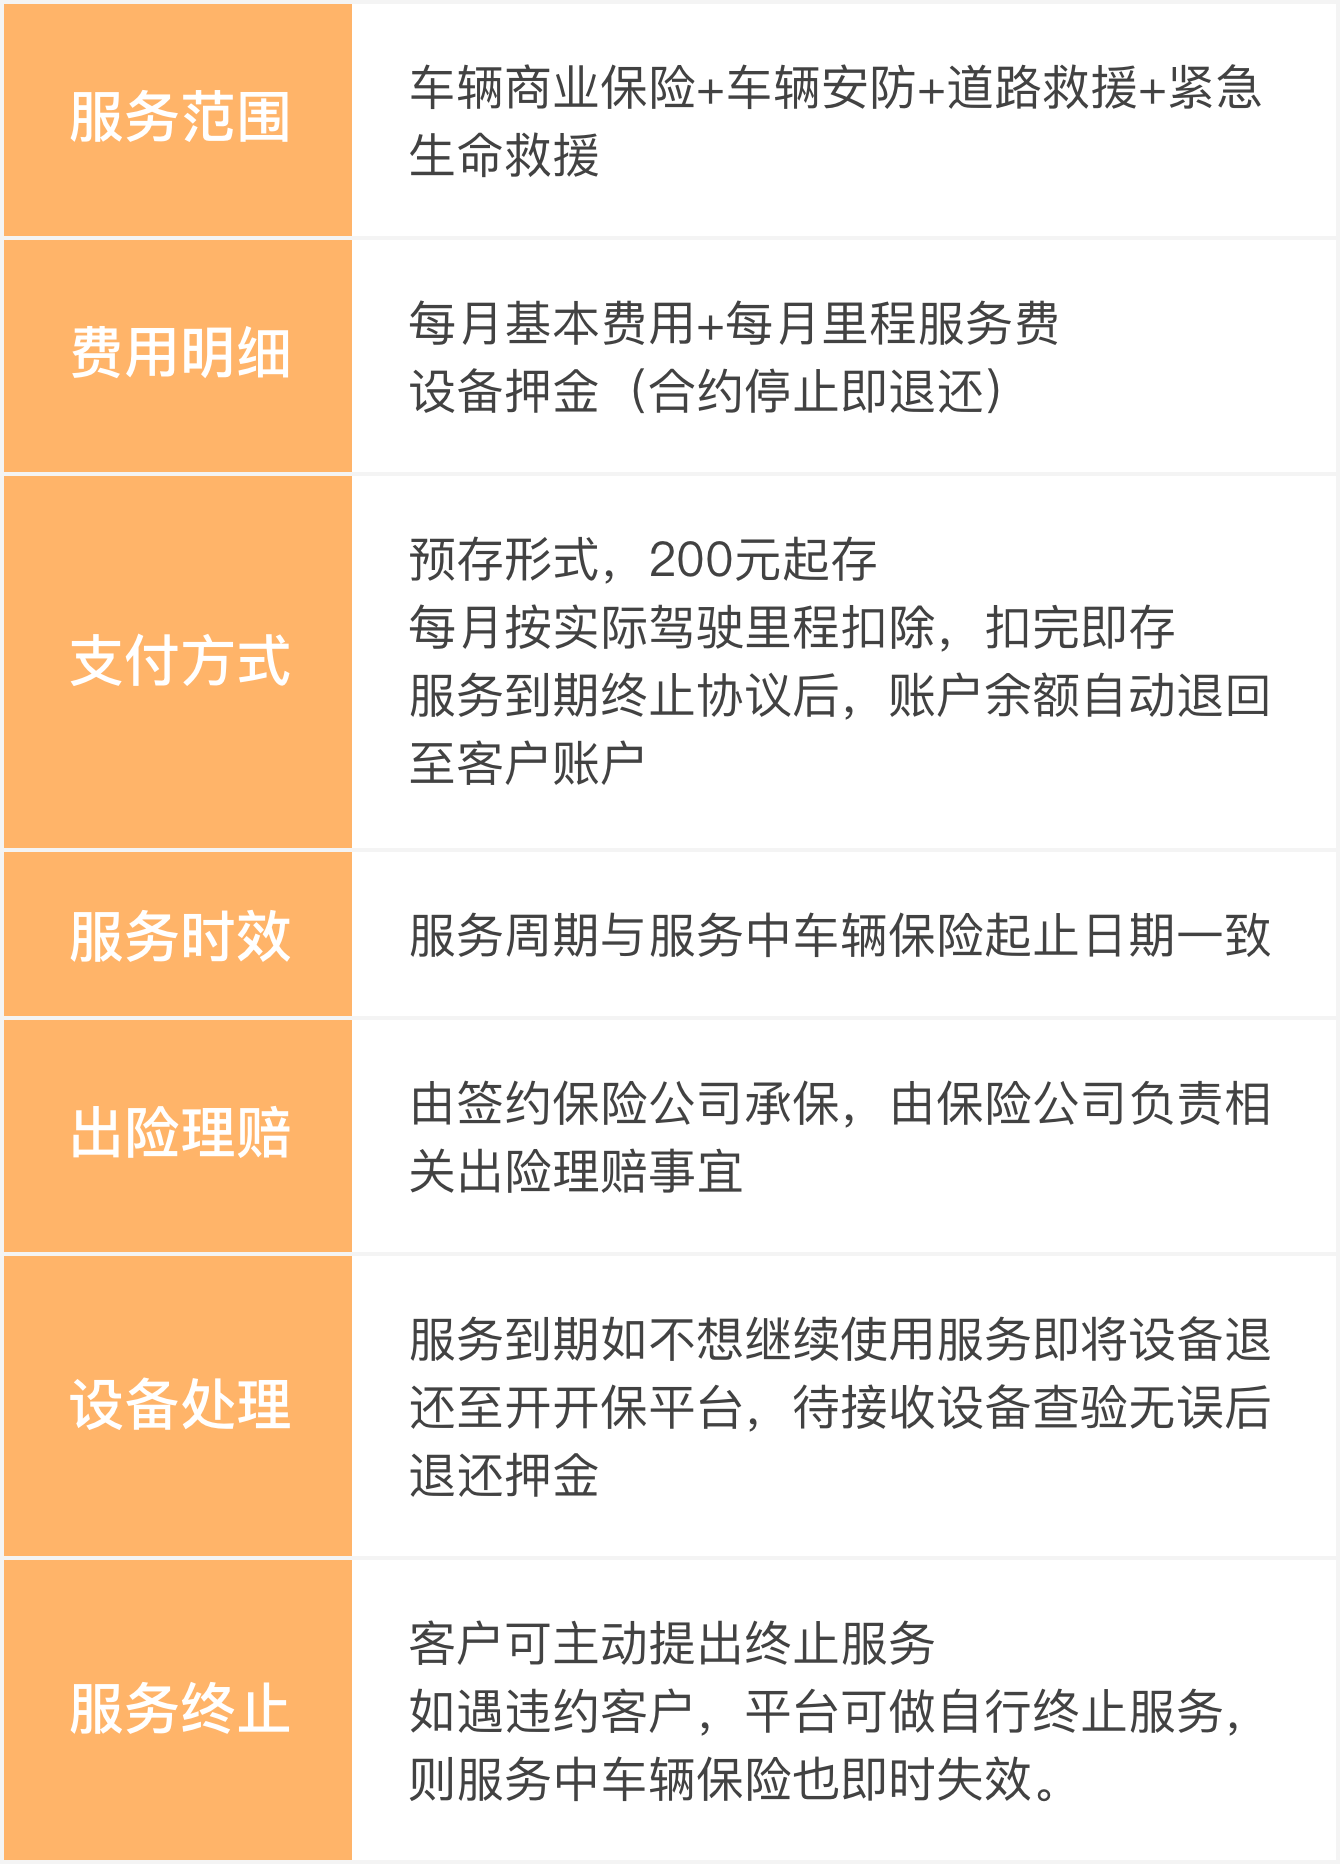 服务范围
车辆商业保险+车辆安防+道路救援+紧急
生命救援
费用明细
每月基本费用+每月里程服务费
设备押金（合约停止即退还）
支付方式
预存形式，200元起存
每月按实际驾驶里程扣除，扣完即存
服务到期终止协议后，账户余额自动退回
至客户账户
服务时效
服务周期与服务中车辆保险起止日期一致
出险理赔
由签约保险公司承保，由保险公司负责相
关出险理赔事宜
设备处理
服务到期如不想继续使用服务即将设备退
还至开开保平台，待接收设备查验无误后
退还押金
服务终止
客户可主动提出终止服务
如遇违约客户，平台可做自行终止服务，
则服务中车辆保险也即时失效。